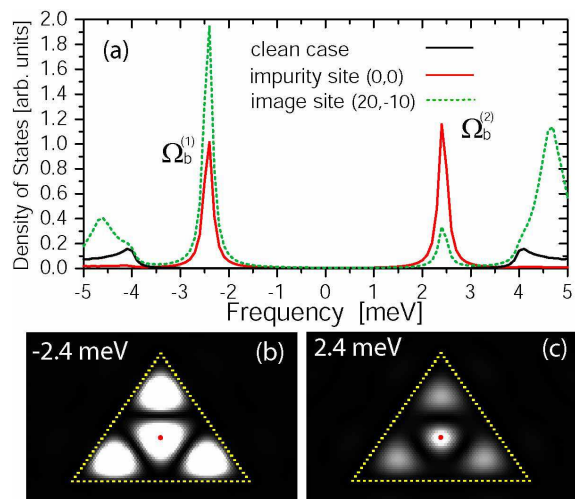 (a)
clean case
impurity site (0,0)
image site (20,-10)
Ω_b^(1)
Ω_b^(2)
Density of States [arb. units]
2.0
1.8
1.6
1.4
1.2
1.0
0.8
0.6
0.4
0.2
0.0
-5 -4 -3 -2 -1 0 1 2 3 4 5
Frequency [meV]
-2.4 meV (b)
2.4 meV (c)